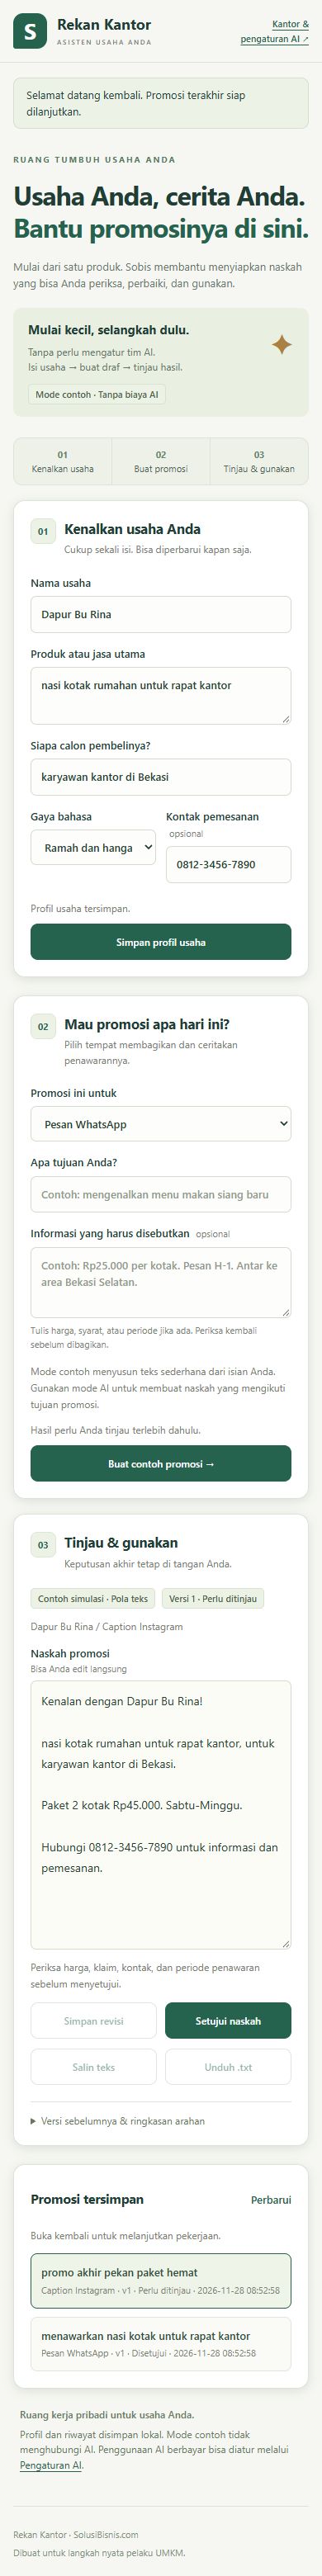 S
Rekan Kantor
ASISTEN USAHA ANDA
Kantor &
pengaturan AI ↗
Selamat datang kembali. Promosi terakhir siap
dilanjutkan.
RUANG TUMBUH USAHA ANDA
Usaha Anda, cerita Anda.
Bantu promosinya di sini.
Mulai dari satu produk. Sobis membantu menyiapkan naskah
yang bisa Anda periksa, perbaiki, dan gunakan.
Mulai kecil, selangkah dulu.
Tanpa perlu mengatur tim AI.
Isi usaha → buat draf → tinjau hasil.
Mode contoh · Tanpa biaya AI
01
Kenalkan usaha
02
Buat promosi
03
Tinjau & gunakan
01
Kenalkan usaha Anda
Cukup sekali isi. Bisa diperbarui kapan saja.
Nama usaha
Dapur Bu Rina
Produk atau jasa utama
nasi kotak rumahan untuk rapat kantor
Siapa calon pembelinya?
karyawan kantor di Bekasi
Gaya bahasa
Ramah dan hanga
Kontak pemesanan
opsional
0812-3456-7890
Profil usaha tersimpan.
Simpan profil usaha
02
Mau promosi apa hari ini?
Pilih tempat membagikan dan ceritakan
penawarannya.
Promosi ini untuk
Pesan WhatsApp
Apa tujuan Anda?
Contoh: mengenalkan menu makan siang baru
Informasi yang harus disebutkan opsional
Contoh: Rp25.000 per kotak. Pesan H-1. Antar ke
area Bekasi Selatan.
Tulis harga, syarat, atau periode jika ada. Periksa kembali
sebelum dibagikan.
Mode contoh menyusun teks sederhana dari isian Anda.
Gunakan mode AI untuk membuat naskah yang mengikuti
tujuan promosi.
Hasil perlu Anda tinjau terlebih dahulu.
Buat contoh promosi →
03
Tinjau & gunakan
Keputusan akhir tetap di tangan Anda.
Contoh simulasi · Pola teks
Versi 1 · Perlu ditinjau
Dapur Bu Rina / Caption Instagram
Naskah promosi
Bisa Anda edit langsung
Kenalan dengan Dapur Bu Rina!
nasi kotak rumahan untuk rapat kantor, untuk
karyawan kantor di Bekasi.
Paket 2 kotak Rp45.000. Sabtu-Minggu.
Hubungi 0812-3456-7890 untuk informasi dan
pemesanan.
Periksa harga, klaim, kontak, dan periode penawaran
sebelum menyetujui.
Simpan revisi
Setujui naskah
Salin teks
Unduh .txt
▶ Versi sebelumnya & ringkasan arahan
Promosi tersimpan
Perbarui
Buka kembali untuk melanjutkan pekerjaan.
promo akhir pekan paket hemat
Caption Instagram · v1 · Perlu ditinjau · 2026-11-28 08:52:58
menawarkan nasi kotak untuk rapat kantor
Pesan WhatsApp · v1 · Disetujui · 2026-11-28 08:52:58
Ruang kerja pribadi untuk usaha Anda.
Profil dan riwayat disimpan lokal. Mode contoh tidak
menghubungi AI. Penggunaan AI berbayar bisa diatur melalui
Pengaturan AI.
Rekan Kantor · SolusiBisnis.com
Dibuat untuk langkah nyata pelaku UMKM.